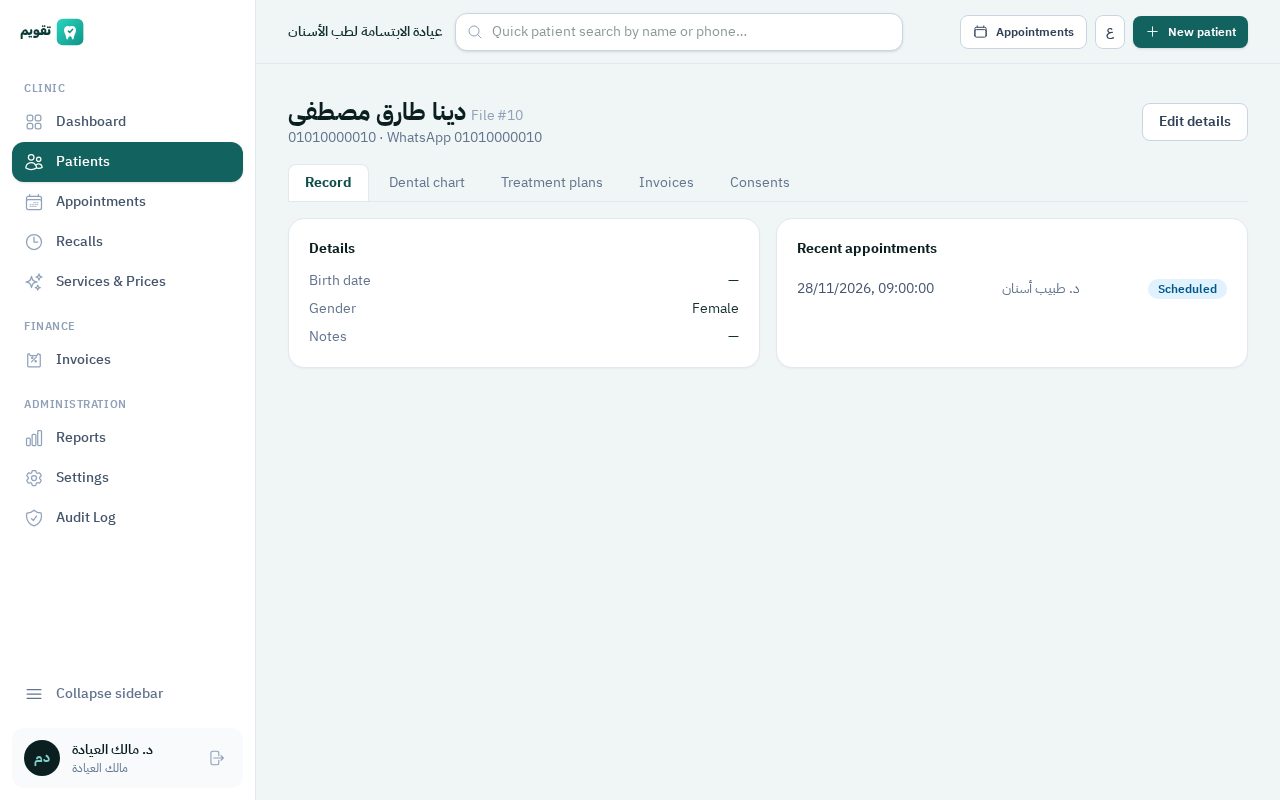 تقويم
CLINIC
Dashboard
Patients
Appointments
Recalls
Services & Prices
FINANCE
Invoices
ADMINISTRATION
Reports
Settings
Audit Log
Collapse sidebar
دم
د. مالك العيادة
مالك العيادة
عيادة الابتسامة لطب الأسنان
Quick patient search by name or phone...
Appointments
ع
New patient
دينا طارق مصطفى File #10
01010000010 · WhatsApp 01010000010
Edit details
Record Dental chart Treatment plans Invoices Consents
Details
Birth date —
Gender Female
Notes —
Recent appointments
28/11/2026, 09:00:00 د. طبيب أسنان Scheduled